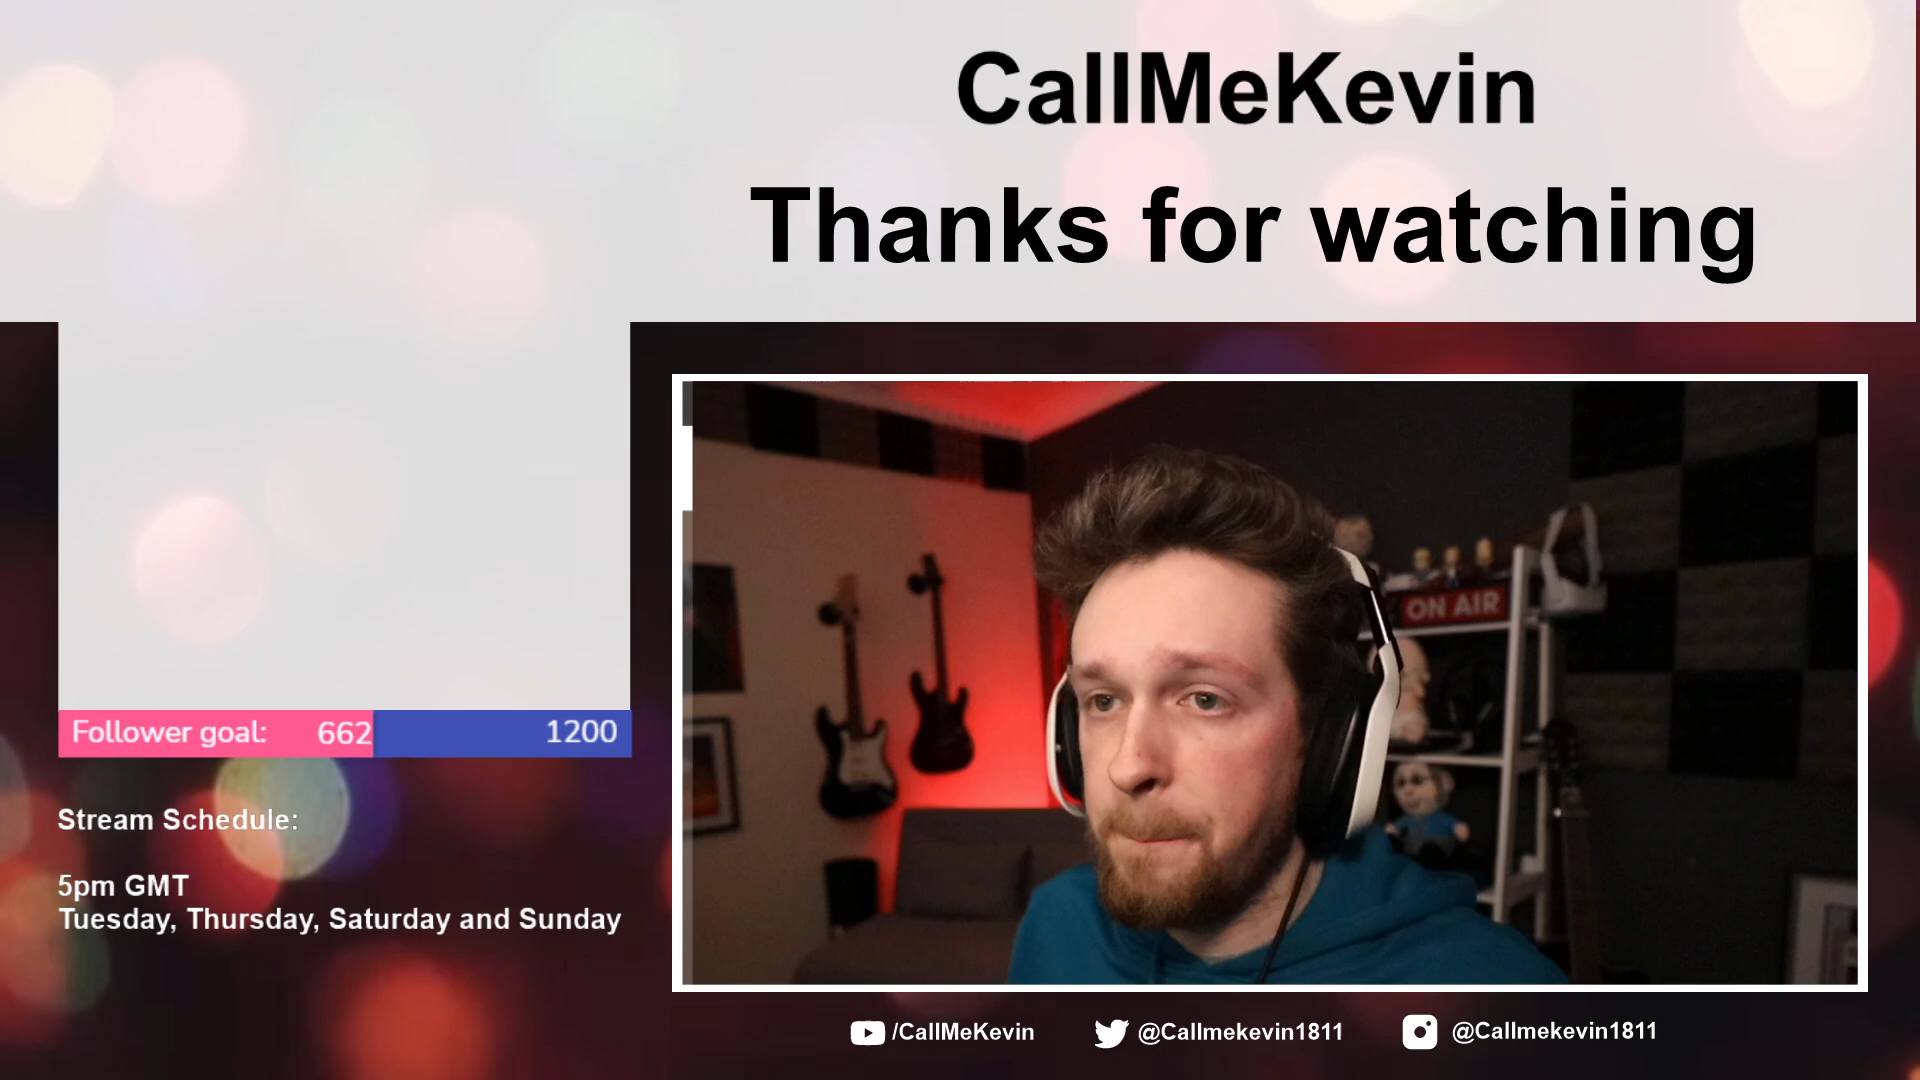 CallMeKevin
Thanks for watching
ON AIR
Follower goal: 662 1200
Stream Schedule:
5pm GMT
Tuesday, Thursday, Saturday and Sunday
/CallMeKevin @Callmekevin1811 @Callmekevin1811